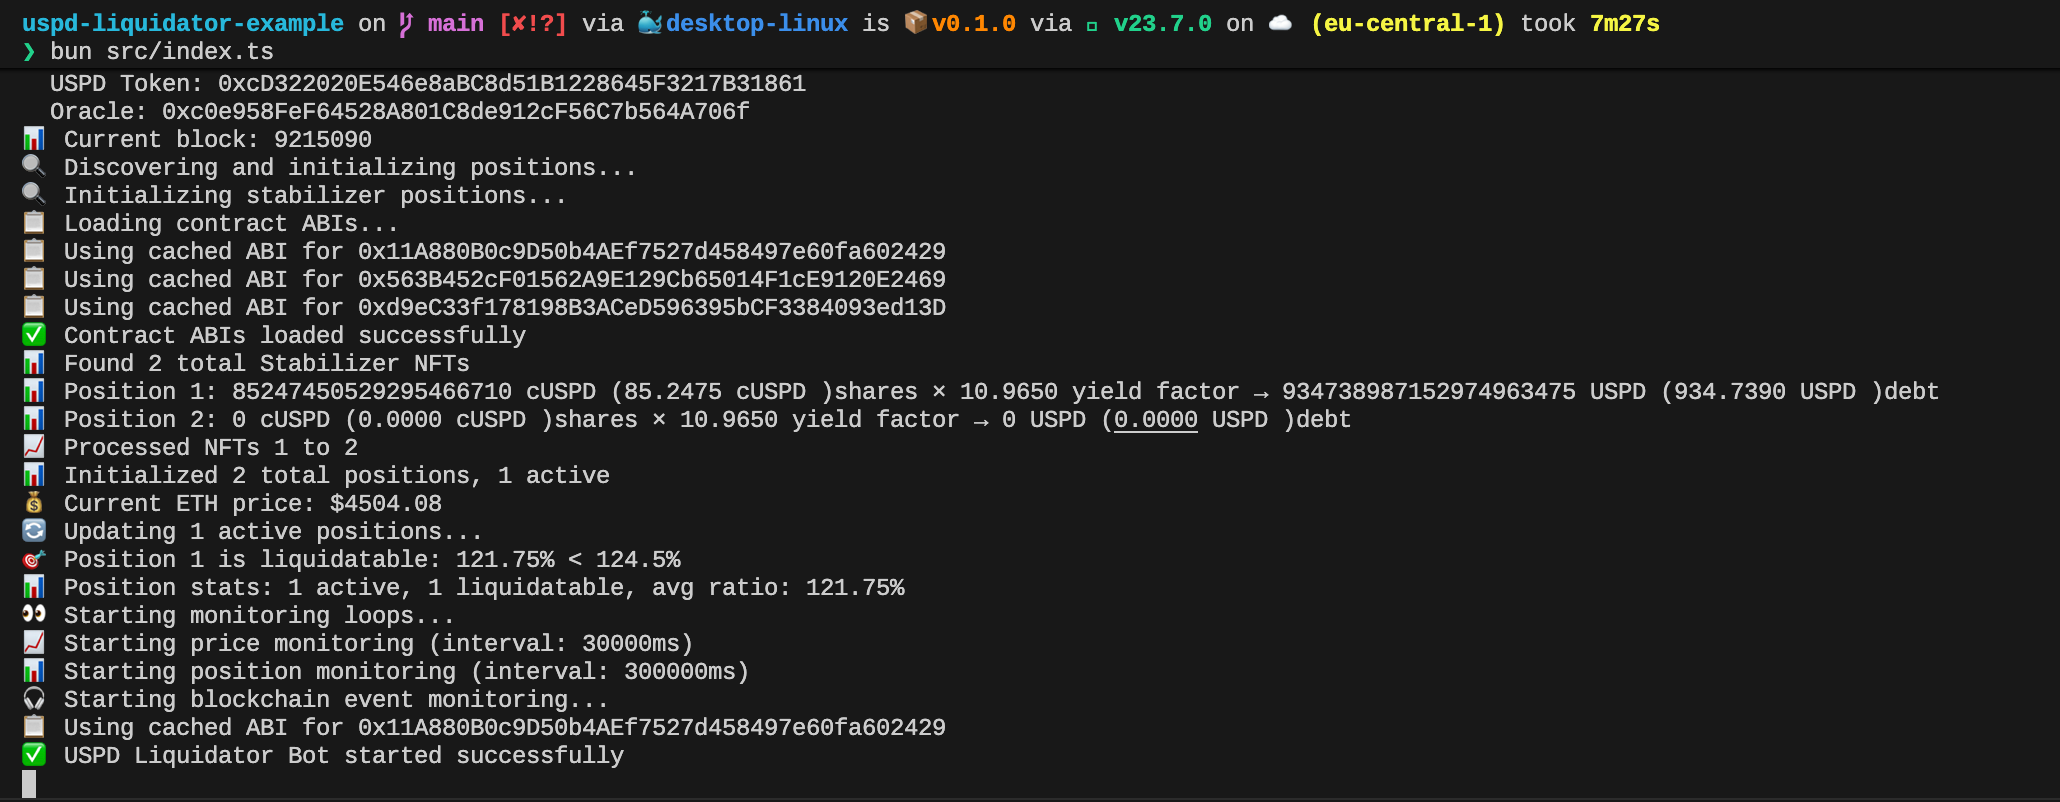 uspd-liquidator-example on main [✘!?] via 🐳desktop-linux is 📦v0.1.0 via v23.7.0 on ☁️ (eu-central-1) took 7m27s
❯ bun src/index.ts
USPD Token: 0xcD322020E546e8aBC8d51B1228645F3217B31861
Oracle: 0xc0e958FeF64528A801C8de912cF56C7b564A706f
📊 Current block: 9215090
🔍 Discovering and initializing positions...
🔍 Initializing stabilizer positions...
📋 Loading contract ABIs...
📋 Using cached ABI for 0x11A880B0c9D50b4AEf7527d458497e60fa602429
📋 Using cached ABI for 0x563B452cF01562A9E129Cb65014F1cE9120E2469
📋 Using cached ABI for 0xd9eC33f178198B3ACeD596395bCF3384093ed13D
✅ Contract ABIs loaded successfully
📊 Found 2 total Stabilizer NFTs
📊 Position 1: 85247450529295466710 cUSPD (85.2475 cUSPD )shares × 10.9650 yield factor → 934738987152974963475 USPD (934.7390 USPD )debt
📊 Position 2: 0 cUSPD (0.0000 cUSPD )shares × 10.9650 yield factor → 0 USPD (0.0000 USPD )debt
📈 Processed NFTs 1 to 2
📊 Initialized 2 total positions, 1 active
💰 Current ETH price: $4504.08
🔄 Updating 1 active positions...
🎯 Position 1 is liquidatable: 121.75% < 124.5%
📊 Position stats: 1 active, 1 liquidatable, avg ratio: 121.75%
👀 Starting monitoring loops...
📈 Starting price monitoring (interval: 30000ms)
📊 Starting position monitoring (interval: 300000ms)
🎧 Starting blockchain event monitoring...
📋 Using cached ABI for 0x11A880B0c9D50b4AEf7527d458497e60fa602429
✅ USPD Liquidator Bot started successfully